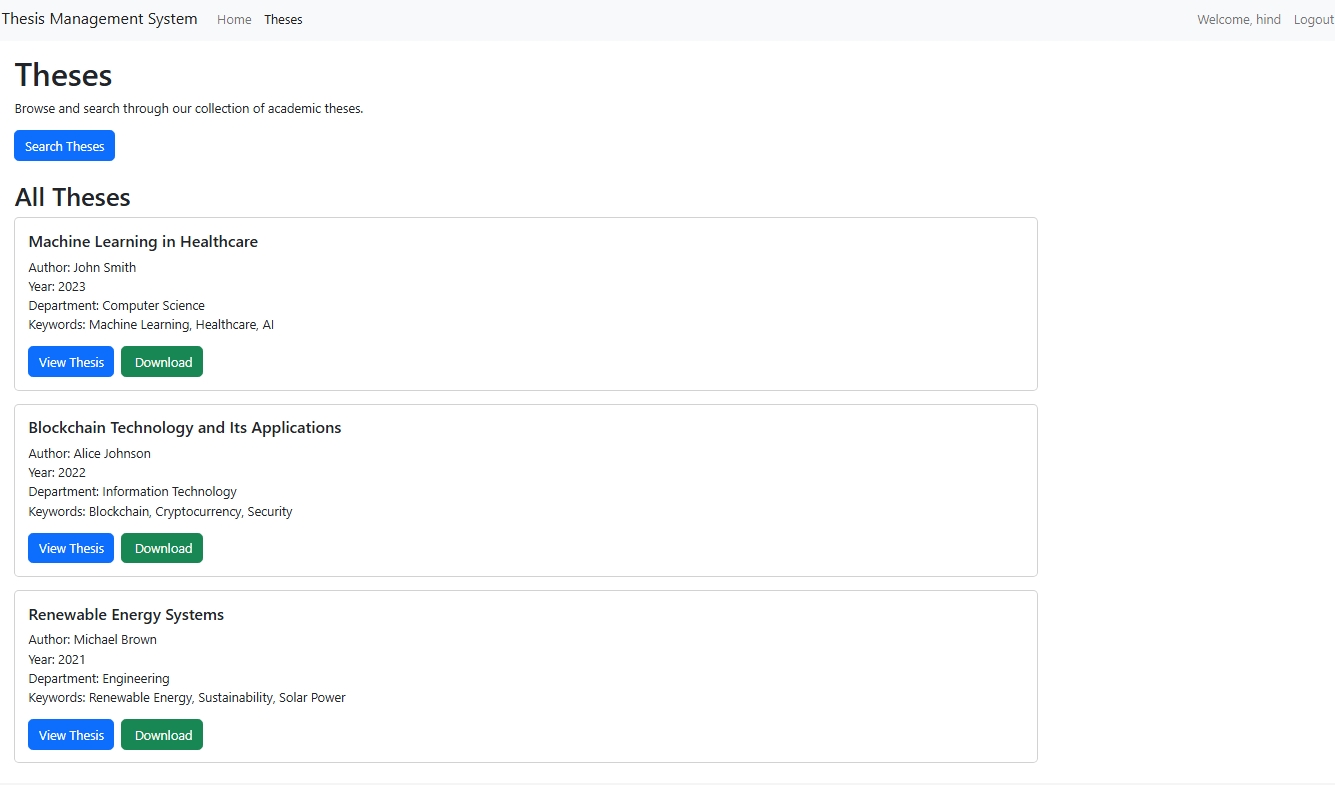 Thesis Management System Home Theses Welcome, hind Logout
Theses
Browse and search through our collection of academic theses.
Search Theses
All Theses
Machine Learning in Healthcare
Author: John Smith
Year: 2023
Department: Computer Science
Keywords: Machine Learning, Healthcare, AI
View Thesis Download
Blockchain Technology and Its Applications
Author: Alice Johnson
Year: 2022
Department: Information Technology
Keywords: Blockchain, Cryptocurrency, Security
View Thesis Download
Renewable Energy Systems
Author: Michael Brown
Year: 2021
Department: Engineering
Keywords: Renewable Energy, Sustainability, Solar Power
View Thesis Download